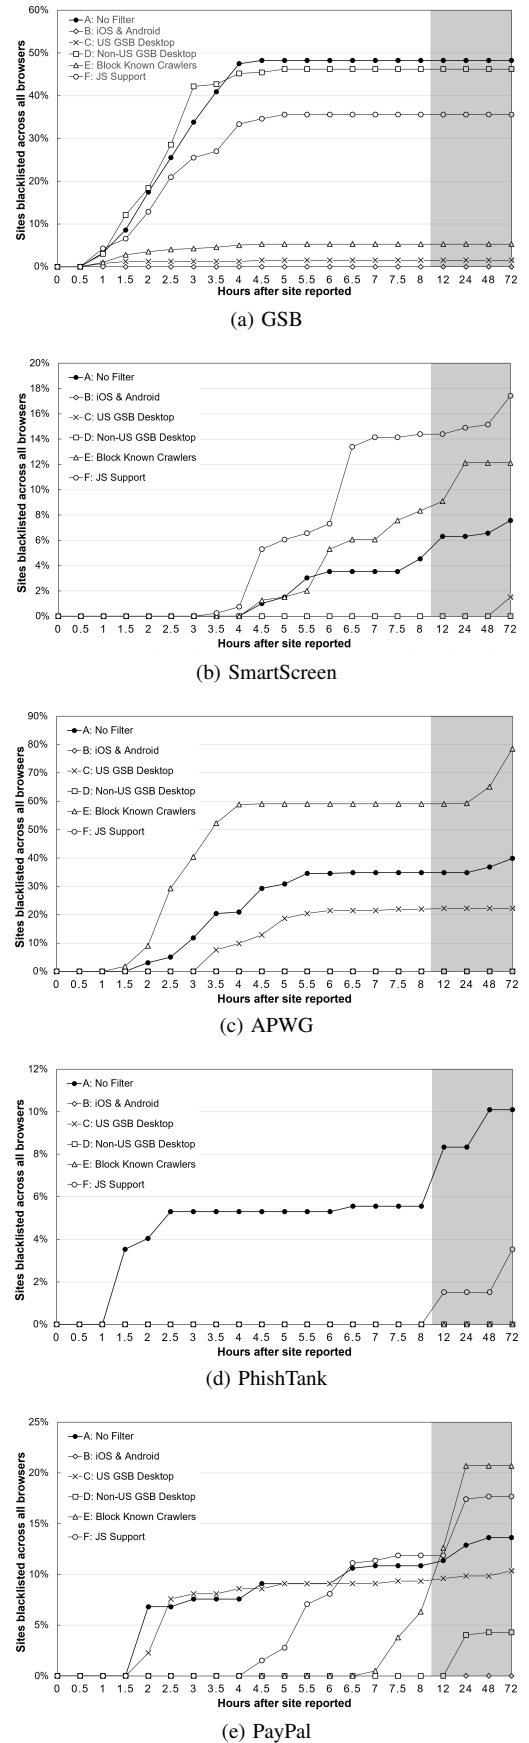 60%
50%
40%
30%
20%
10%
0%
Sites blacklisted across all browsers
A: No Filter
B: iOS & Android
C: US GSB Desktop
D: Non-US GSB Desktop
E: Block Known Crawlers
F: JS Support
0 0.5 1 1.5 2 2.5 3 3.5 4 4.5 5 5.5 6 6.5 7 7.5 8 12 24 48 72
Hours after site reported
(a) GSB
20%
18%
16%
14%
12%
10%
8%
6%
4%
2%
0%
Sites blacklisted across all browsers
A: No Filter
B: iOS & Android
C: US GSB Desktop
D: Non-US GSB Desktop
E: Block Known Crawlers
F: JS Support
0 0.5 1 1.5 2 2.5 3 3.5 4 4.5 5 5.5 6 6.5 7 7.5 8 12 24 48 72
Hours after site reported
(b) SmartScreen
90%
80%
70%
60%
50%
40%
30%
20%
10%
0%
Sites blacklisted across all browsers
A: No Filter
B: iOS & Android
C: US GSB Desktop
D: Non-US GSB Desktop
E: Block Known Crawlers
F: JS Support
0 0.5 1 1.5 2 2.5 3 3.5 4 4.5 5 5.5 6 6.5 7 7.5 8 12 24 48 72
Hours after site reported
(c) APWG
12%
10%
8%
6%
4%
2%
0%
Sites blacklisted across all browsers
A: No Filter
B: iOS & Android
C: US GSB Desktop
D: Non-US GSB Desktop
E: Block Known Crawlers
F: JS Support
0 0.5 1 1.5 2 2.5 3 3.5 4 4.5 5 5.5 6 6.5 7 7.5 8 12 24 48 72
Hours after site reported
(d) PhishTank
25%
20%
15%
10%
5%
0%
Sites blacklisted across all browsers
A: No Filter
B: iOS & Android
C: US GSB Desktop
D: Non-US GSB Desktop
E: Block Known Crawlers
F: JS Support
0 0.5 1 1.5 2 2.5 3 3.5 4 4.5 5 5.5 6 6.5 7 7.5 8 12 24 48 72
Hours after site reported
(e) PayPal